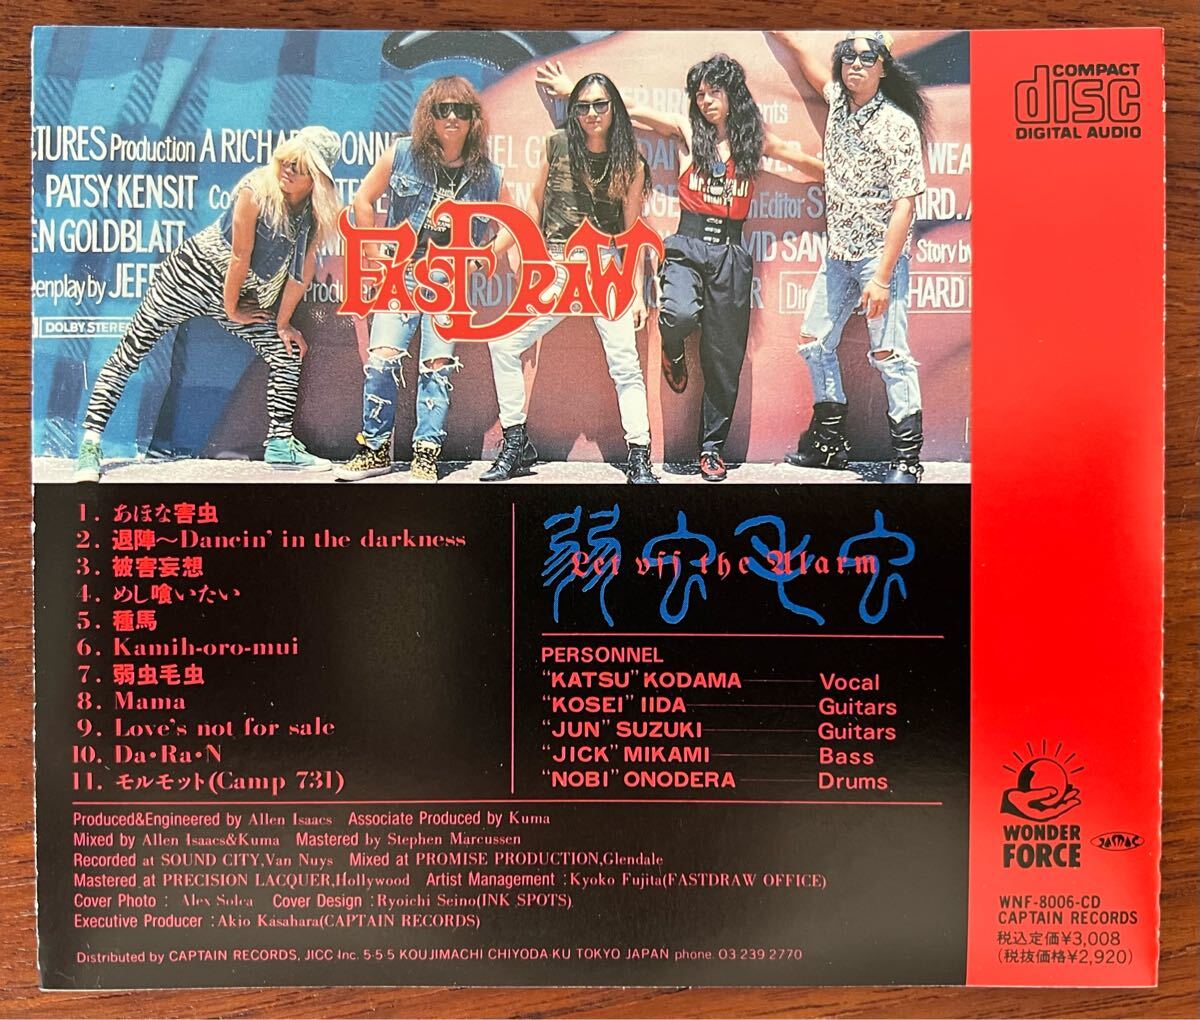 COMPACT
disc
DIGITAL AUDIO
CTURES Production A RICHAR DONNE
PATSY KENSIT Co
EN GOLDBLATT
eenplay by JEFF
DOLBY STEREO
Editor
Story by
FASTDRAW
1. あほな害虫
2. 退陣〜Dancin' in the darkness
3. 被害妄想
4. めし喰いたい
5. 種馬
6. Kamih-oro-mui
7. 弱虫毛虫
8. Mama
9. Love's not for sale
10. Da・Ra・N
11. モルモット(Camp 731)
弱虫毛虫
Let off the Alarm
PERSONNEL
"KATSU" KODAMA Vocal
"KOSEI" IIDA Guitars
"JUN" SUZUKI Guitars
"JICK" MIKAMI Bass
"NOBI" ONODERA Drums
Produced&Engineered by Allen Isaacs Associate Produced by Kuma
Mixed by Allen Isaacs&Kuma Mastered by Stephen Marcussen
Recorded at SOUND CITY,Van Nuys Mixed at PROMISE PRODUCTION,Glendale
Mastered at PRECISION LACQUER,Hollywood Artist Management : Kyoko Fujita(FASTDRAW OFFICE)
Cover Photo : Alex Solca Cover Design : Ryoichi Seino(INK SPOTS)
Executive Producer : Akio Kasahara(CAPTAIN RECORDS)
Distributed by CAPTAIN RECORDS, JICC Inc. 5-5-5 KOUJIMACHI CHIYODA-KU TOKYO JAPAN phone 03 239 2770
WONDER
FORCE
WNF-8006-CD
CAPTAIN RECORDS
税込定価¥3,008
(税抜価格¥2,920)